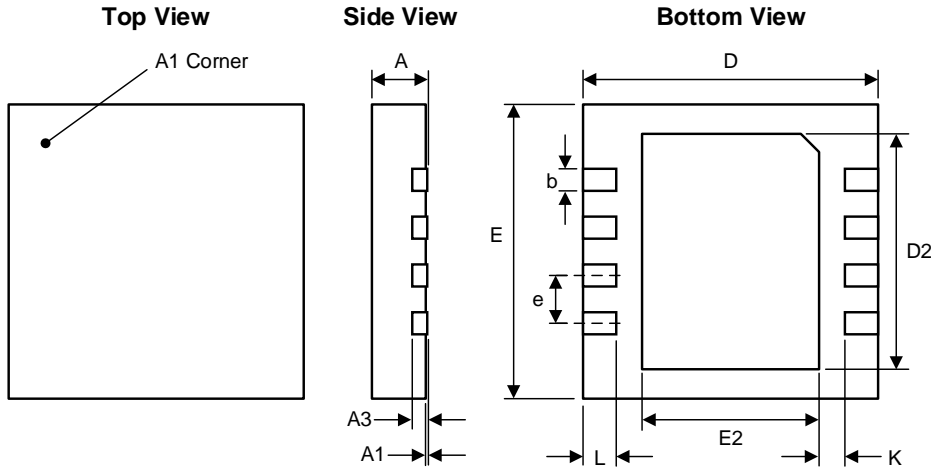 Top View
Side View
Bottom View
A1 Corner
A
D
b
E
D2
e
A3
A1
L
E2
K